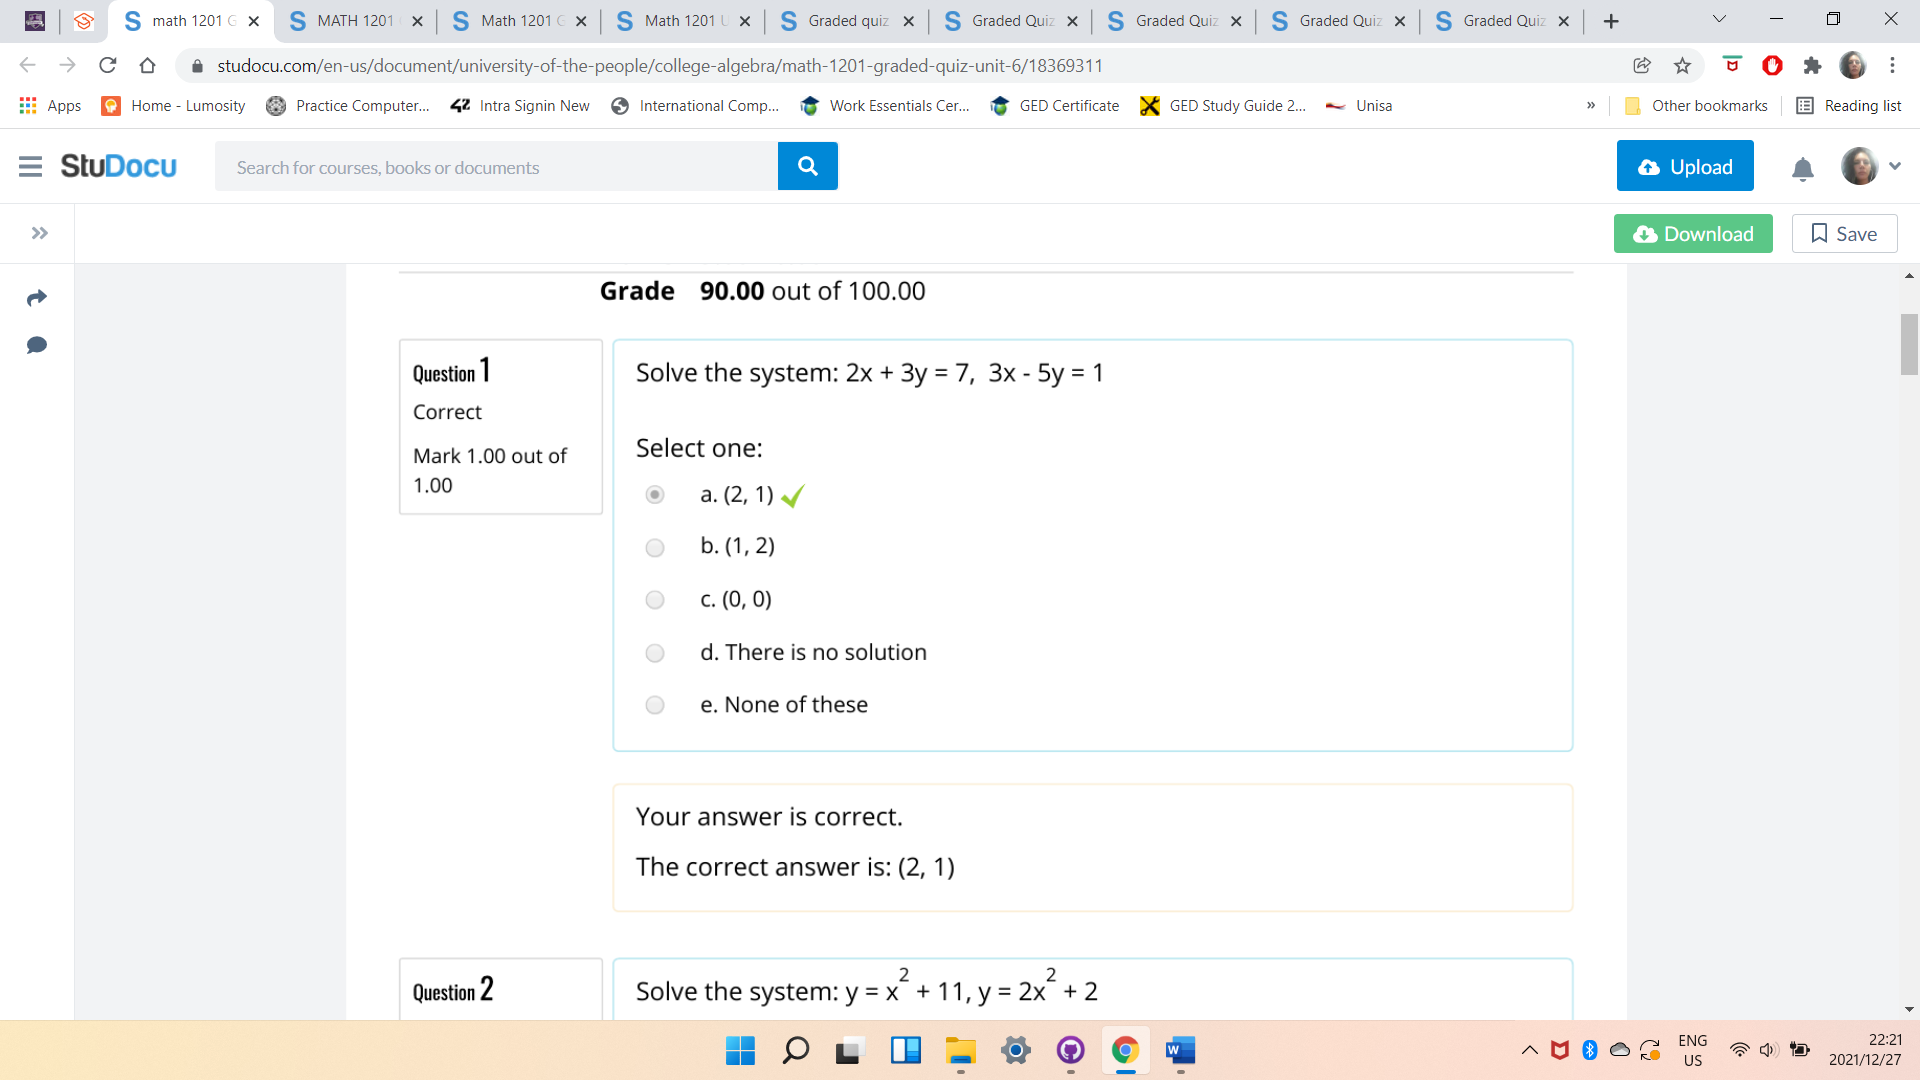 math 1201 G
MATH 1201
Math 1201 G
Math 1201 U
Graded quiz
Graded Quiz
Graded Quiz
Graded Quiz
Graded Quiz
studocu.com/en-us/document/university-of-the-people/college-algebra/math-1201-graded-quiz-unit-6/18369311
Apps Home - Lumosity Practice Computer... Intra Signin New International Comp... Work Essentials Cer... GED Certificate GED Study Guide 2... Unisa » Other bookmarks Reading list
StuDocu Search for courses, books or documents Upload
Download Save
Grade 90.00 out of 100.00
Question 1
Correct
Mark 1.00 out of
1.00
Solve the system: 2x + 3y = 7, 3x - 5y = 1
Select one:
a. (2, 1)
b. (1, 2)
c. (0, 0)
d. There is no solution
e. None of these
Your answer is correct.
The correct answer is: (2, 1)
Question 2
Solve the system: y = x² + 11, y = 2x² + 2
ENG
US
22:21
2021/12/27